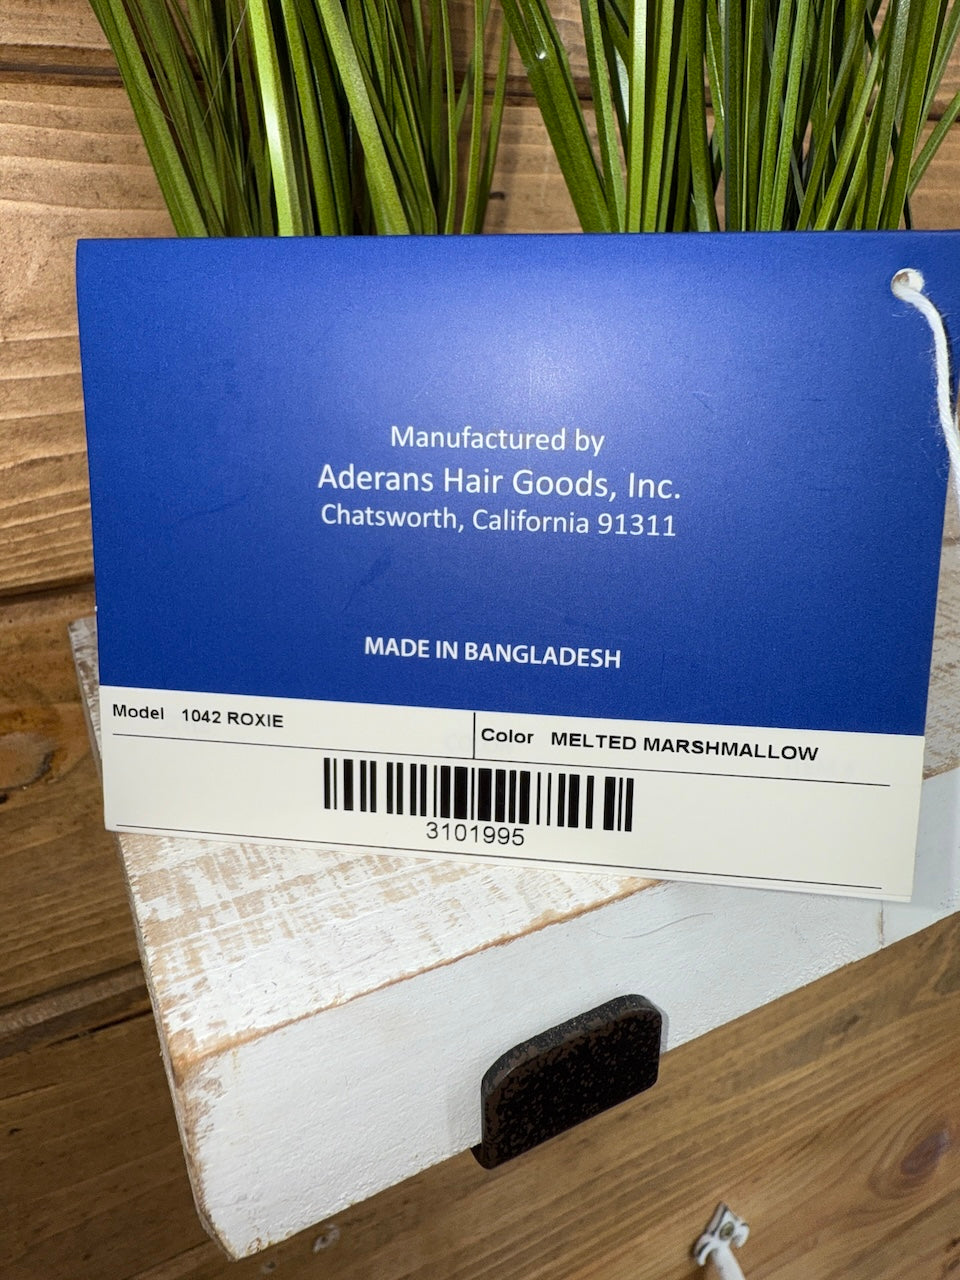 Manufactured by
Aderans Hair Goods, Inc.
Chatsworth, California 91311
MADE IN BANGLADESH
Model 1042 ROXIE
Color MELTED MARSHMALLOW
3101995